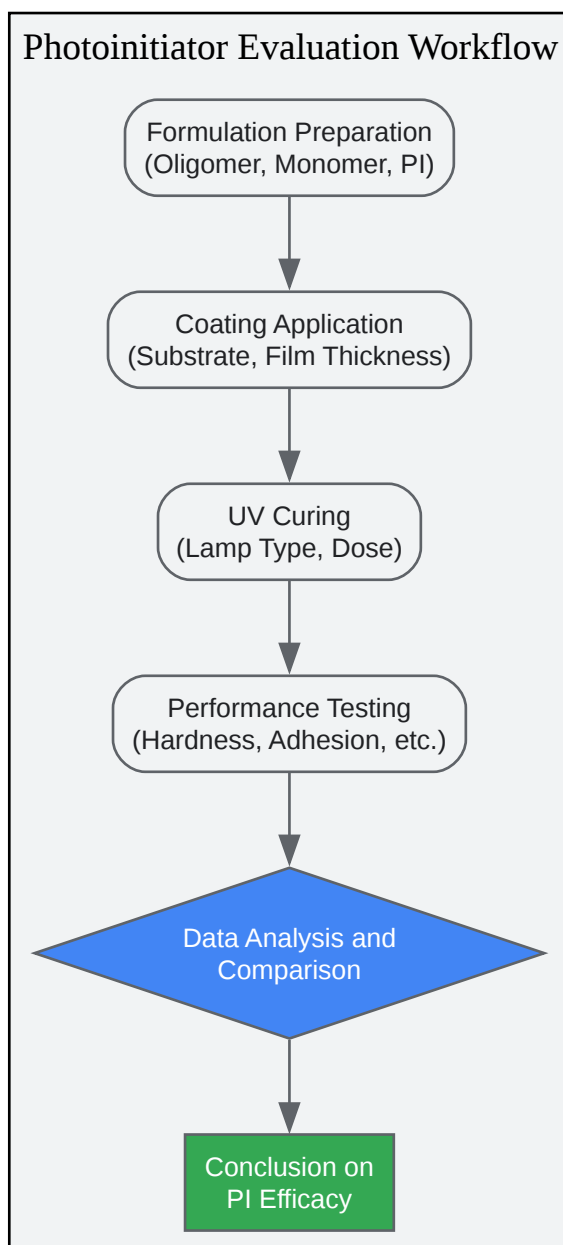 Photoinitiator Evaluation Workflow
Formulation Preparation
(Oligomer, Monomer, PI)
Coating Application
(Substrate, Film Thickness)
UV Curing
(Lamp Type, Dose)
Performance Testing
(Hardness, Adhesion, etc.)
Data Analysis and
Comparison
Conclusion on
PI Efficacy